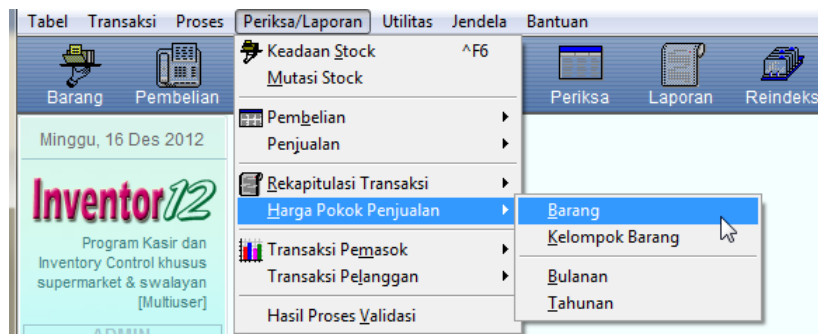 Tabel Transaksi Proses Periksa/Laporan Utilitas Jendela Bantuan
Keadaan Stock ^F6
Mutasi Stock
Barang Pembelian Periksa Laporan Reindeks
Pembelian
Minggu, 16 Des 2012
Penjualan
Rekapitulasi Transaksi
Inventor12
Harga Pokok Penjualan Barang
Kelompok Barang
Program Kasir dan
Inventory Control khusus
supermarket & swalayan
[Multiuser]
Transaksi Pemasok
Transaksi Pelanggan
Bulanan
Tahunan
Hasil Proses Validasi
ADMIN